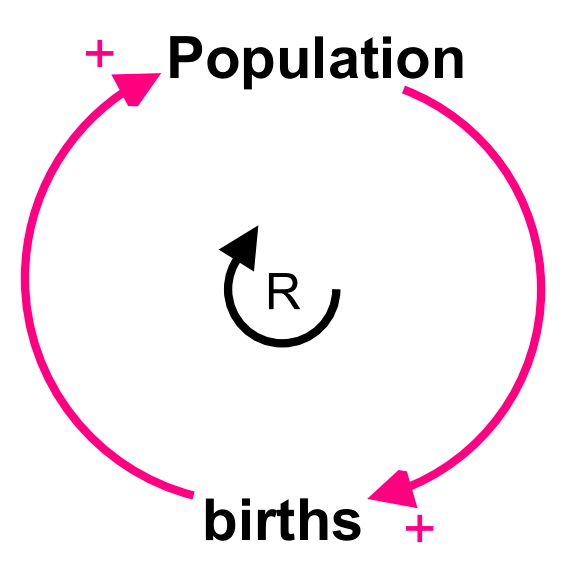 + Population
R
births +